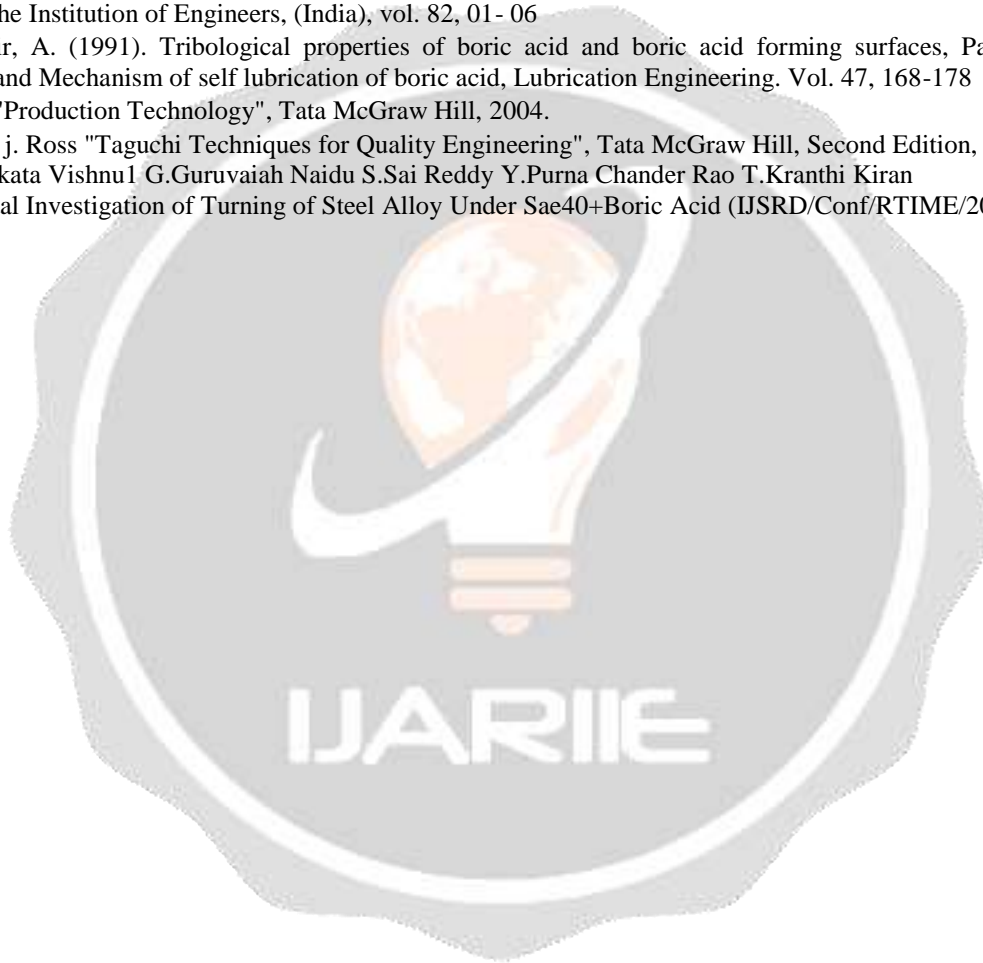 he Institution of Engineers, (India), vol. 82, 01- 06
r, A. (1991). Tribological properties of boric acid and boric acid forming surfaces, Pa
and Mechanism of self lubrication of boric acid, Lubrication Engineering. Vol. 47, 168-178
"Production Technology", Tata McGraw Hill, 2004.
j. Ross "Taguchi Techniques for Quality Engineering", Tata McGraw Hill, Second Edition,
kata Vishnu1 G.Guruvaiah Naidu S.Sai Reddy Y.Purna Chander Rao T.Kranthi Kiran
al Investigation of Turning of Steel Alloy Under Sae40+Boric Acid (IJSRD/Conf/RTIME/20
IJARIIE